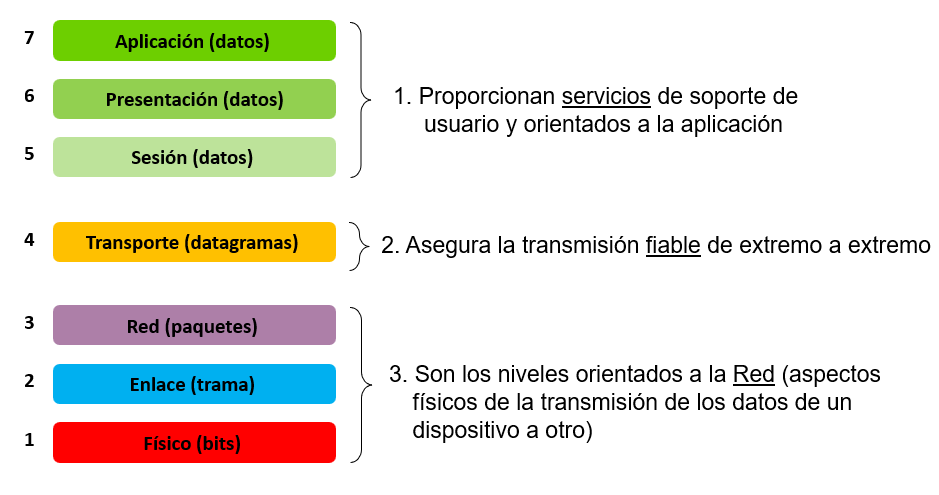 7 Aplicación (datos)
6 Presentación (datos)
5 Sesión (datos)
1. Proporcionan servicios de soporte de
usuario y orientados a la aplicación
4 Transporte (datagramas)
2. Asegura la transmisión fiable de extremo a extremo
3 Red (paquetes)
2 Enlace (trama)
1 Físico (bits)
3. Son los niveles orientados a la Red (aspectos
físicos de la transmisión de los datos de un
dispositivo a otro)